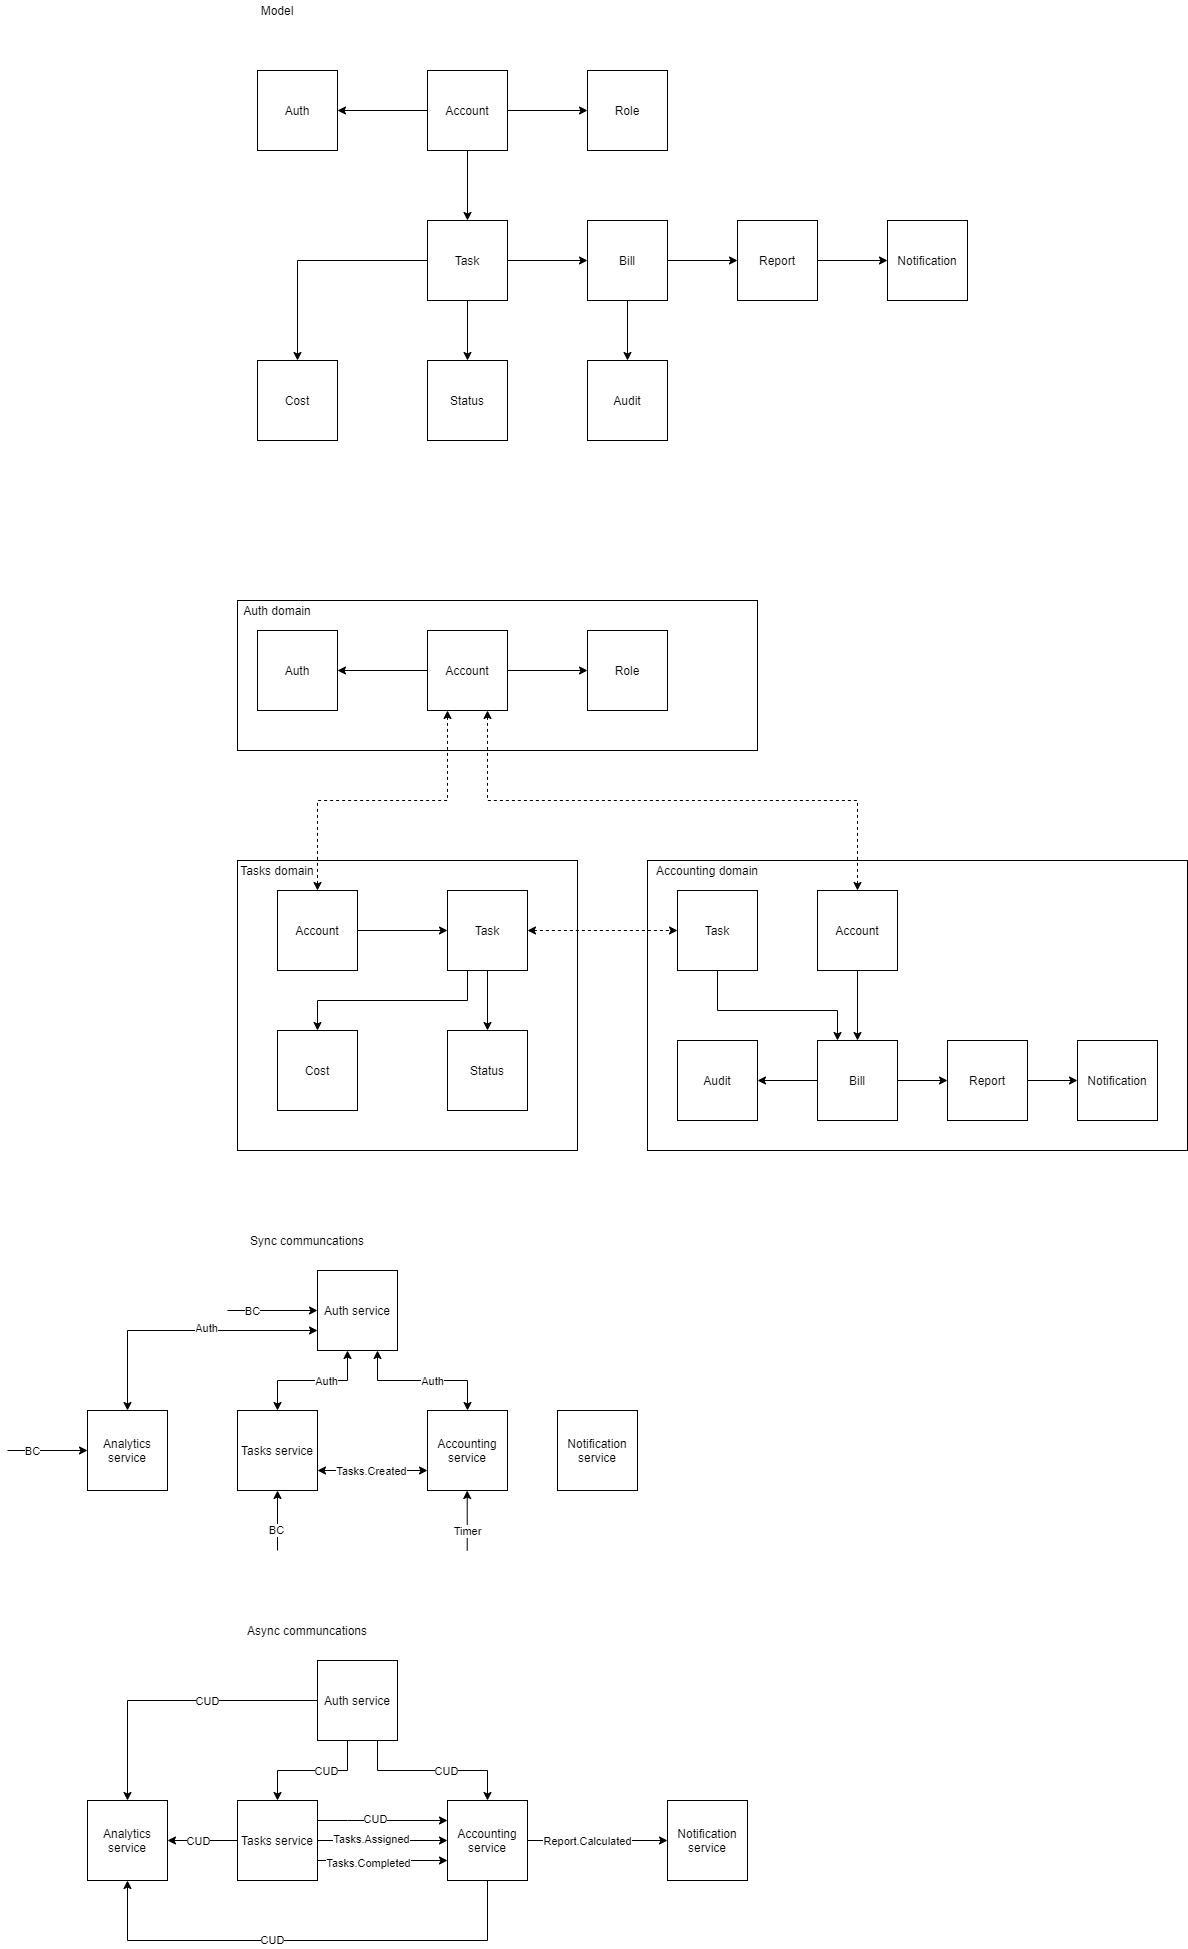 Model
Auth
Account
Role
Task
Bill
Report
Notification
Cost
Status
Audit
Auth domain
Auth
Account
Role
Tasks domain
Accounting domain
Account
Task
Task
Account
Cost
Status
Audit
Bill
Report
Notification
Sync communcations
Auth service
BC
Auth
Auth
Auth
Analytics
service
BC
Tasks service
Tasks.Created
Accounting
service
Notification
service
BC
Timer
Async communcations
Auth service
CUD
CUD
CUD
Analytics
service
CUD
Tasks service
CUD
Tasks.Assigned
Tasks.Completed
Accounting
service
Report.Calculated
Notification
service
CUD